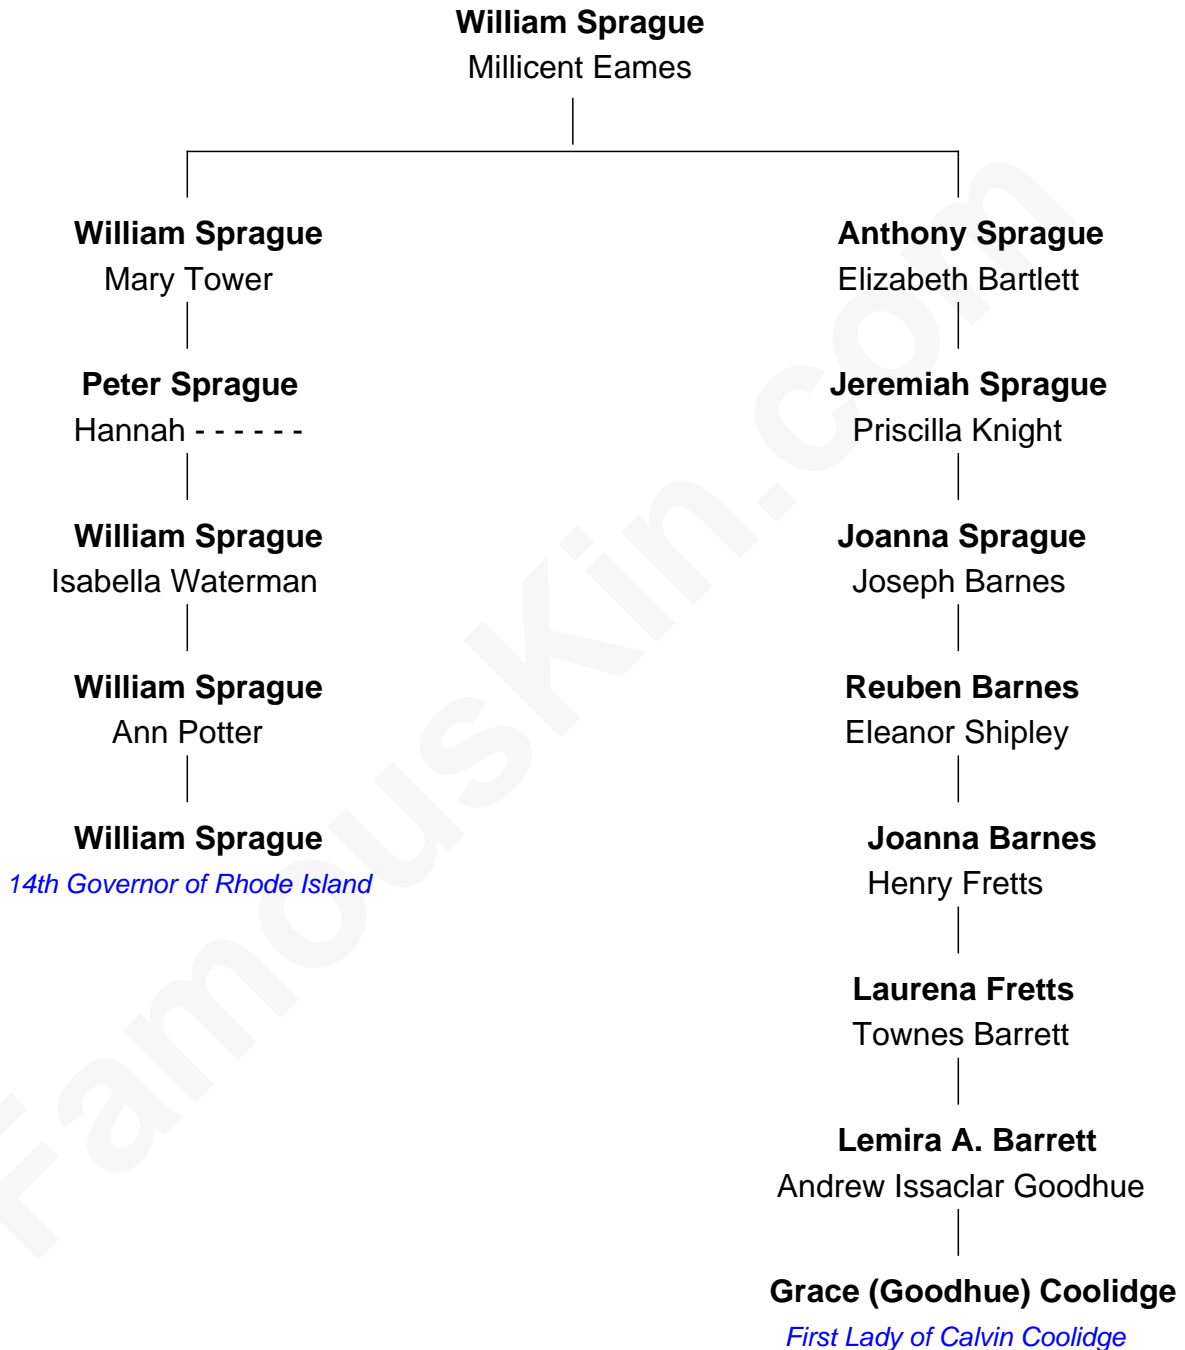 William Sprague
Millicent Eames
William Sprague
Mary Tower
Anthony Sprague
Elizabeth Bartlett
Peter Sprague
Hannah - - - - - -
Jeremiah Sprague
Priscilla Knight
William Sprague
Isabella Waterman
Joanna Sprague
Joseph Barnes
William Sprague
Ann Potter
Reuben Barnes
Eleanor Shipley
William Sprague
14th Governor of Rhode Island
Joanna Barnes
Henry Fretts
Laurena Fretts
Townes Barrett
Lemira A. Barrett
Andrew Issaclar Goodhue
Grace (Goodhue) Coolidge
First Lady of Calvin Coolidge
FamousKin.com